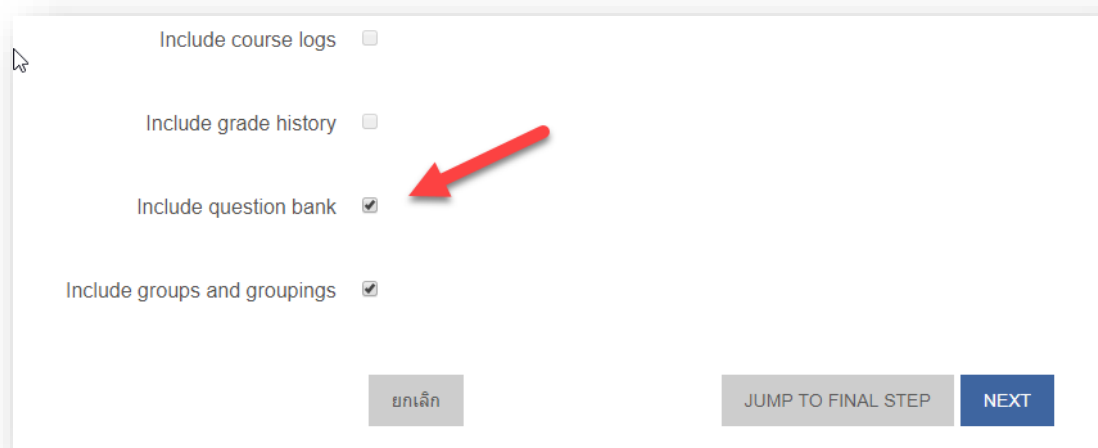 Include course logs
Include grade history
Include question bank
Include groups and groupings
ยกเล็ก JUMP TO FINAL STEP NEXT